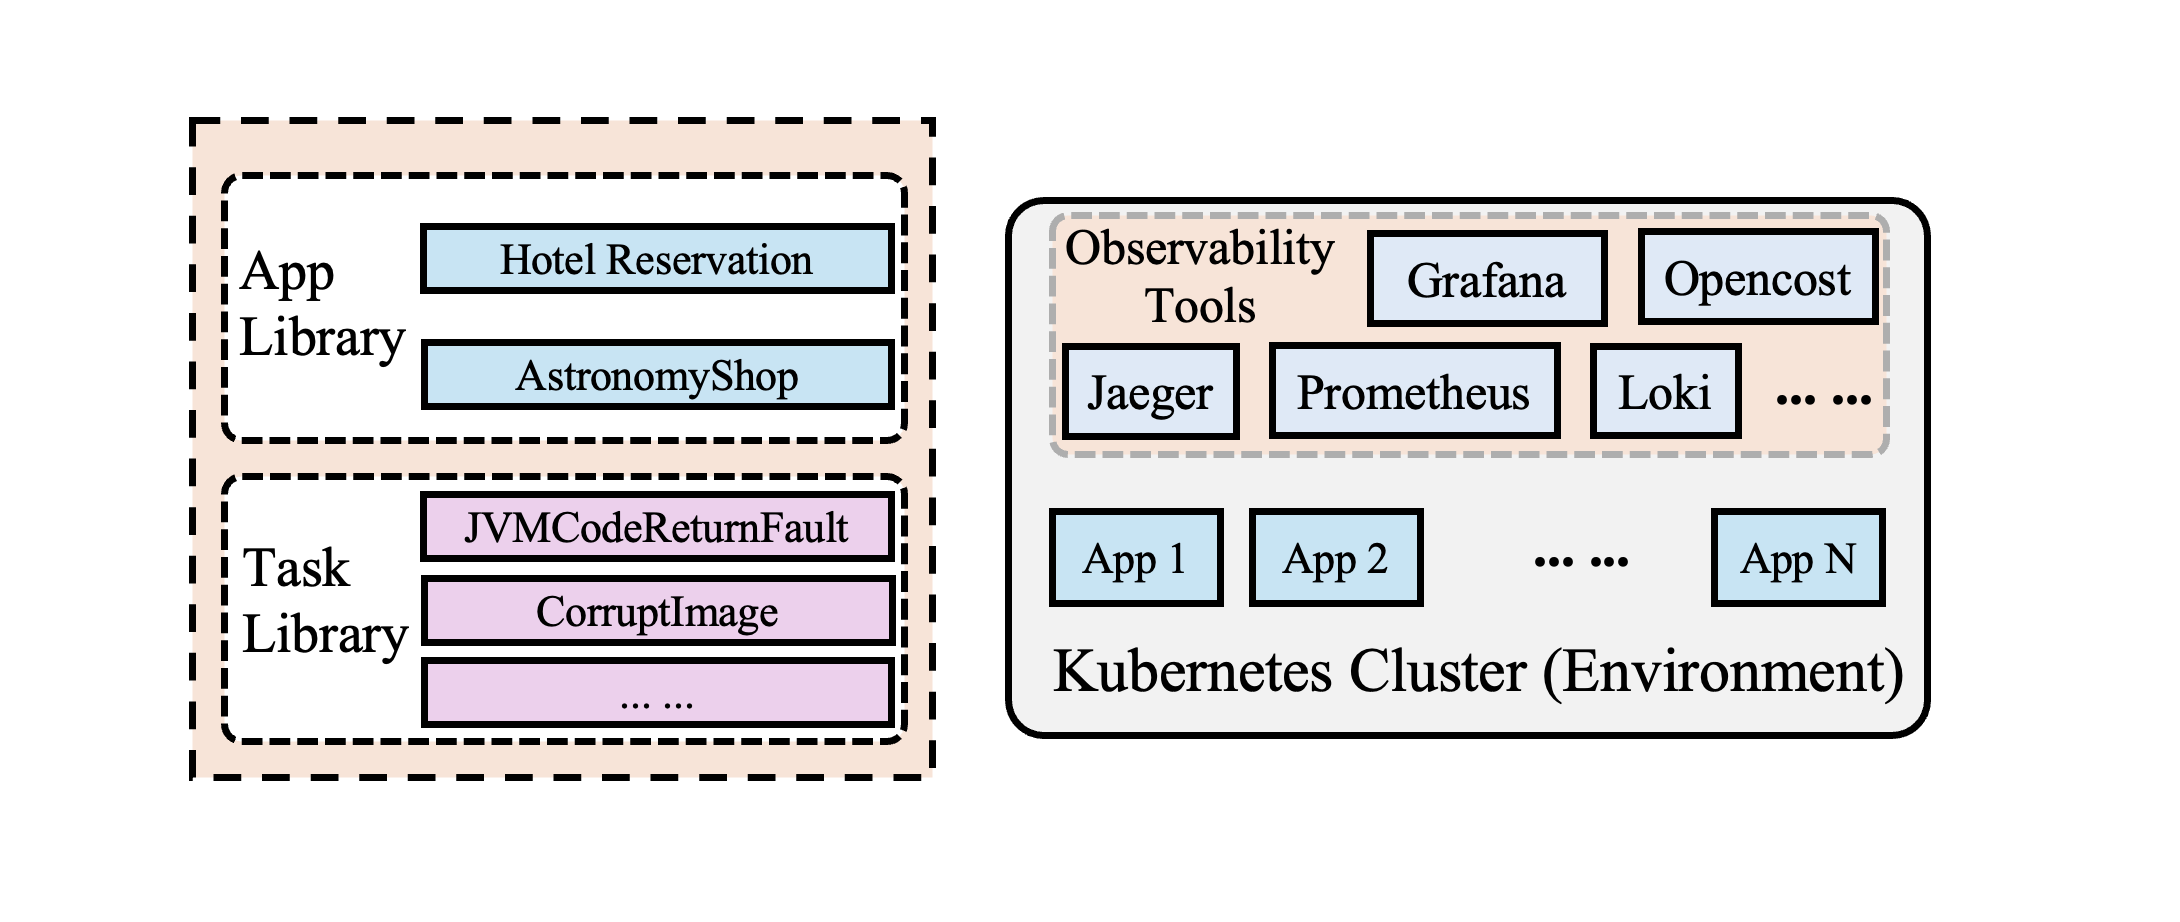 App
Library
Hotel Reservation
AstronomyShop
Task
Library
JVMCodeReturnFault
CorruptImage
... ...
Observability
Tools
Grafana
Opencost
Jaeger
Prometheus
Loki
... ...
App 1
App 2
... ...
App N
Kubernetes Cluster (Environment)